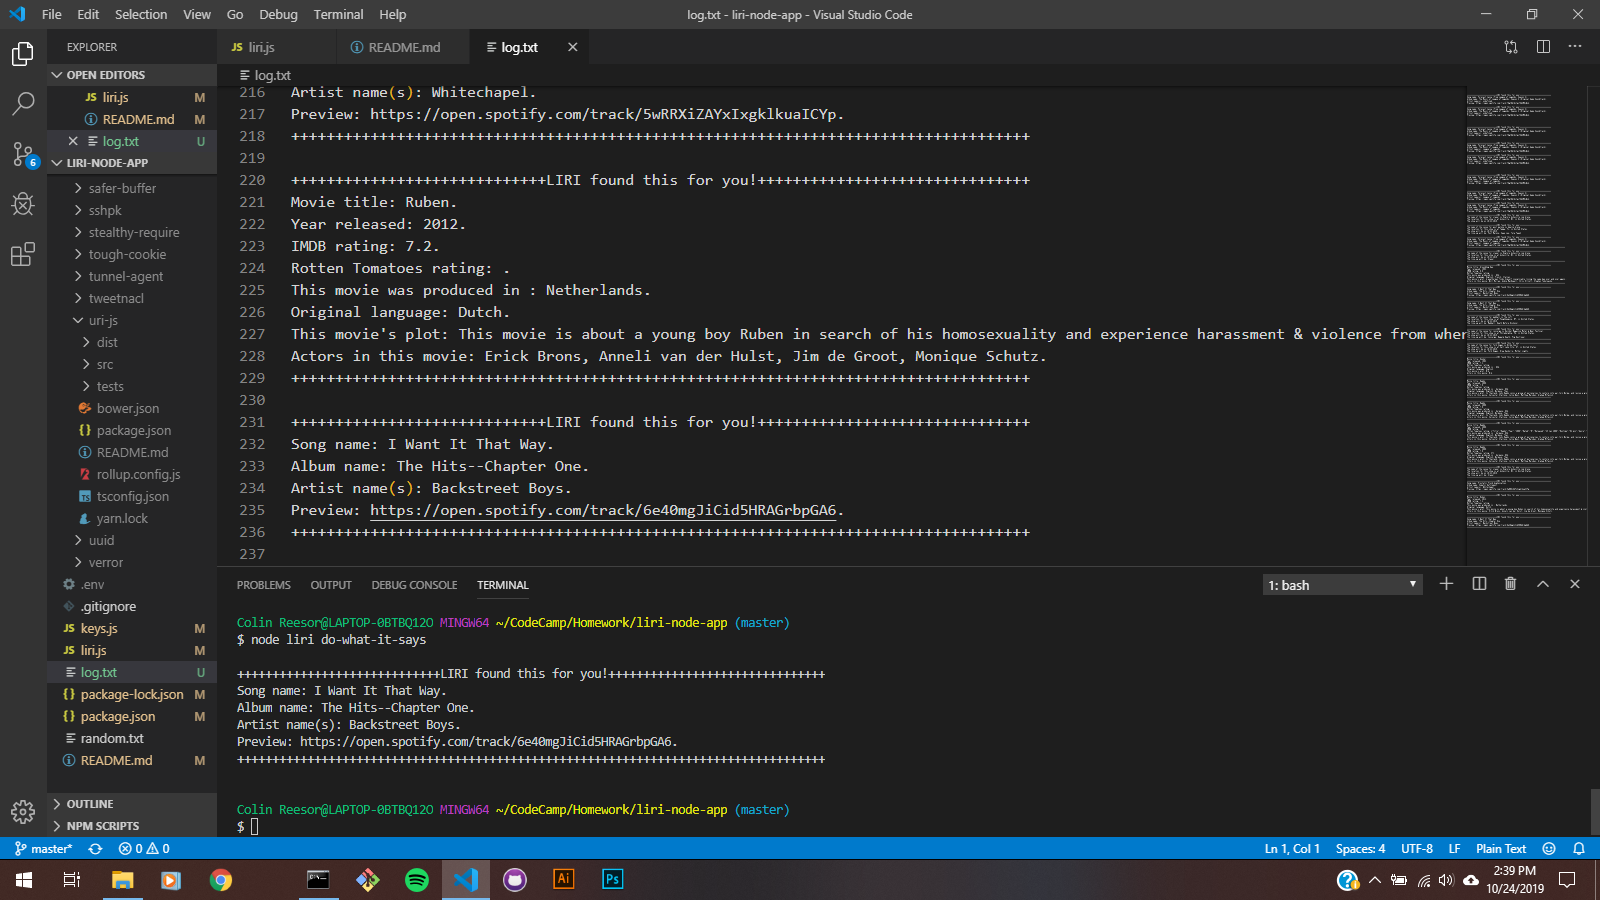 File Edit Selection View Go Debug Terminal Help
log.txt - liri-node-app - Visual Studio Code
EXPLORER
JS liri.js
README.md
log.txt
OPEN EDITORS
JS liri.js M
README.md M
log.txt U
LIRI-NODE-APP
safer-buffer
sshpk
stealthy-require
tough-cookie
tunnel-agent
tweetnacl
uri-js
dist
src
tests
bower.json
{} package.json
README.md
rollup.config.js
TS tsconfig.json
yarn.lock
uuid
verror
.env
.gitignore
JS keys.js M
JS liri.js M
log.txt U
{} package-lock.json M
{} package.json M
random.txt
README.md M
OUTLINE
NPM SCRIPTS
6
log.txt
216 Artist name(s): Whitechapel.
217 Preview: https://open.spotify.com/track/5wRRXiZAYxIxgklkuaICYp.
218 ++++++++++++++++++++++++++++++++++++++++++++++++++++++++++++++++++++++++++++++++++++
219
220 +++++++++++++++++++++++++++++LIRI found this for you!+++++++++++++++++++++++++++++++
221 Movie title: Ruben.
222 Year released: 2012.
223 IMDB rating: 7.2.
224 Rotten Tomatoes rating: .
225 This movie was produced in : Netherlands.
226 Original language: Dutch.
227 This movie's plot: This movie is about a young boy Ruben in search of his homosexuality and experience harassment & violence from wher
228 Actors in this movie: Erick Brons, Anneli van der Hulst, Jim de Groot, Monique Schutz.
229 ++++++++++++++++++++++++++++++++++++++++++++++++++++++++++++++++++++++++++++++++++++
230
231 +++++++++++++++++++++++++++++LIRI found this for you!+++++++++++++++++++++++++++++++
232 Song name: I Want It That Way.
233 Album name: The Hits--Chapter One.
234 Artist name(s): Backstreet Boys.
235 Preview: https://open.spotify.com/track/6e40mgJiCid5HRAGrbpGA6.
236 ++++++++++++++++++++++++++++++++++++++++++++++++++++++++++++++++++++++++++++++++++++
237
PROBLEMS OUTPUT DEBUG CONSOLE TERMINAL
1: bash
Colin Reesor@LAPTOP-0BTBQ12O MINGW64 ~/CodeCamp/Homework/liri-node-app (master)
$ node liri do-what-it-says
+++++++++++++++++++++++++++++LIRI found this for you!+++++++++++++++++++++++++++++++
Song name: I Want It That Way.
Album name: The Hits--Chapter One.
Artist name(s): Backstreet Boys.
Preview: https://open.spotify.com/track/6e40mgJiCid5HRAGrbpGA6.
++++++++++++++++++++++++++++++++++++++++++++++++++++++++++++++++++++++++++++++++++++
Colin Reesor@LAPTOP-0BTBQ12O MINGW64 ~/CodeCamp/Homework/liri-node-app (master)
$
master* 0 0
Ln 1, Col 1 Spaces: 4 UTF-8 LF Plain Text
Ai
Ps
2:39 PM
10/24/2019